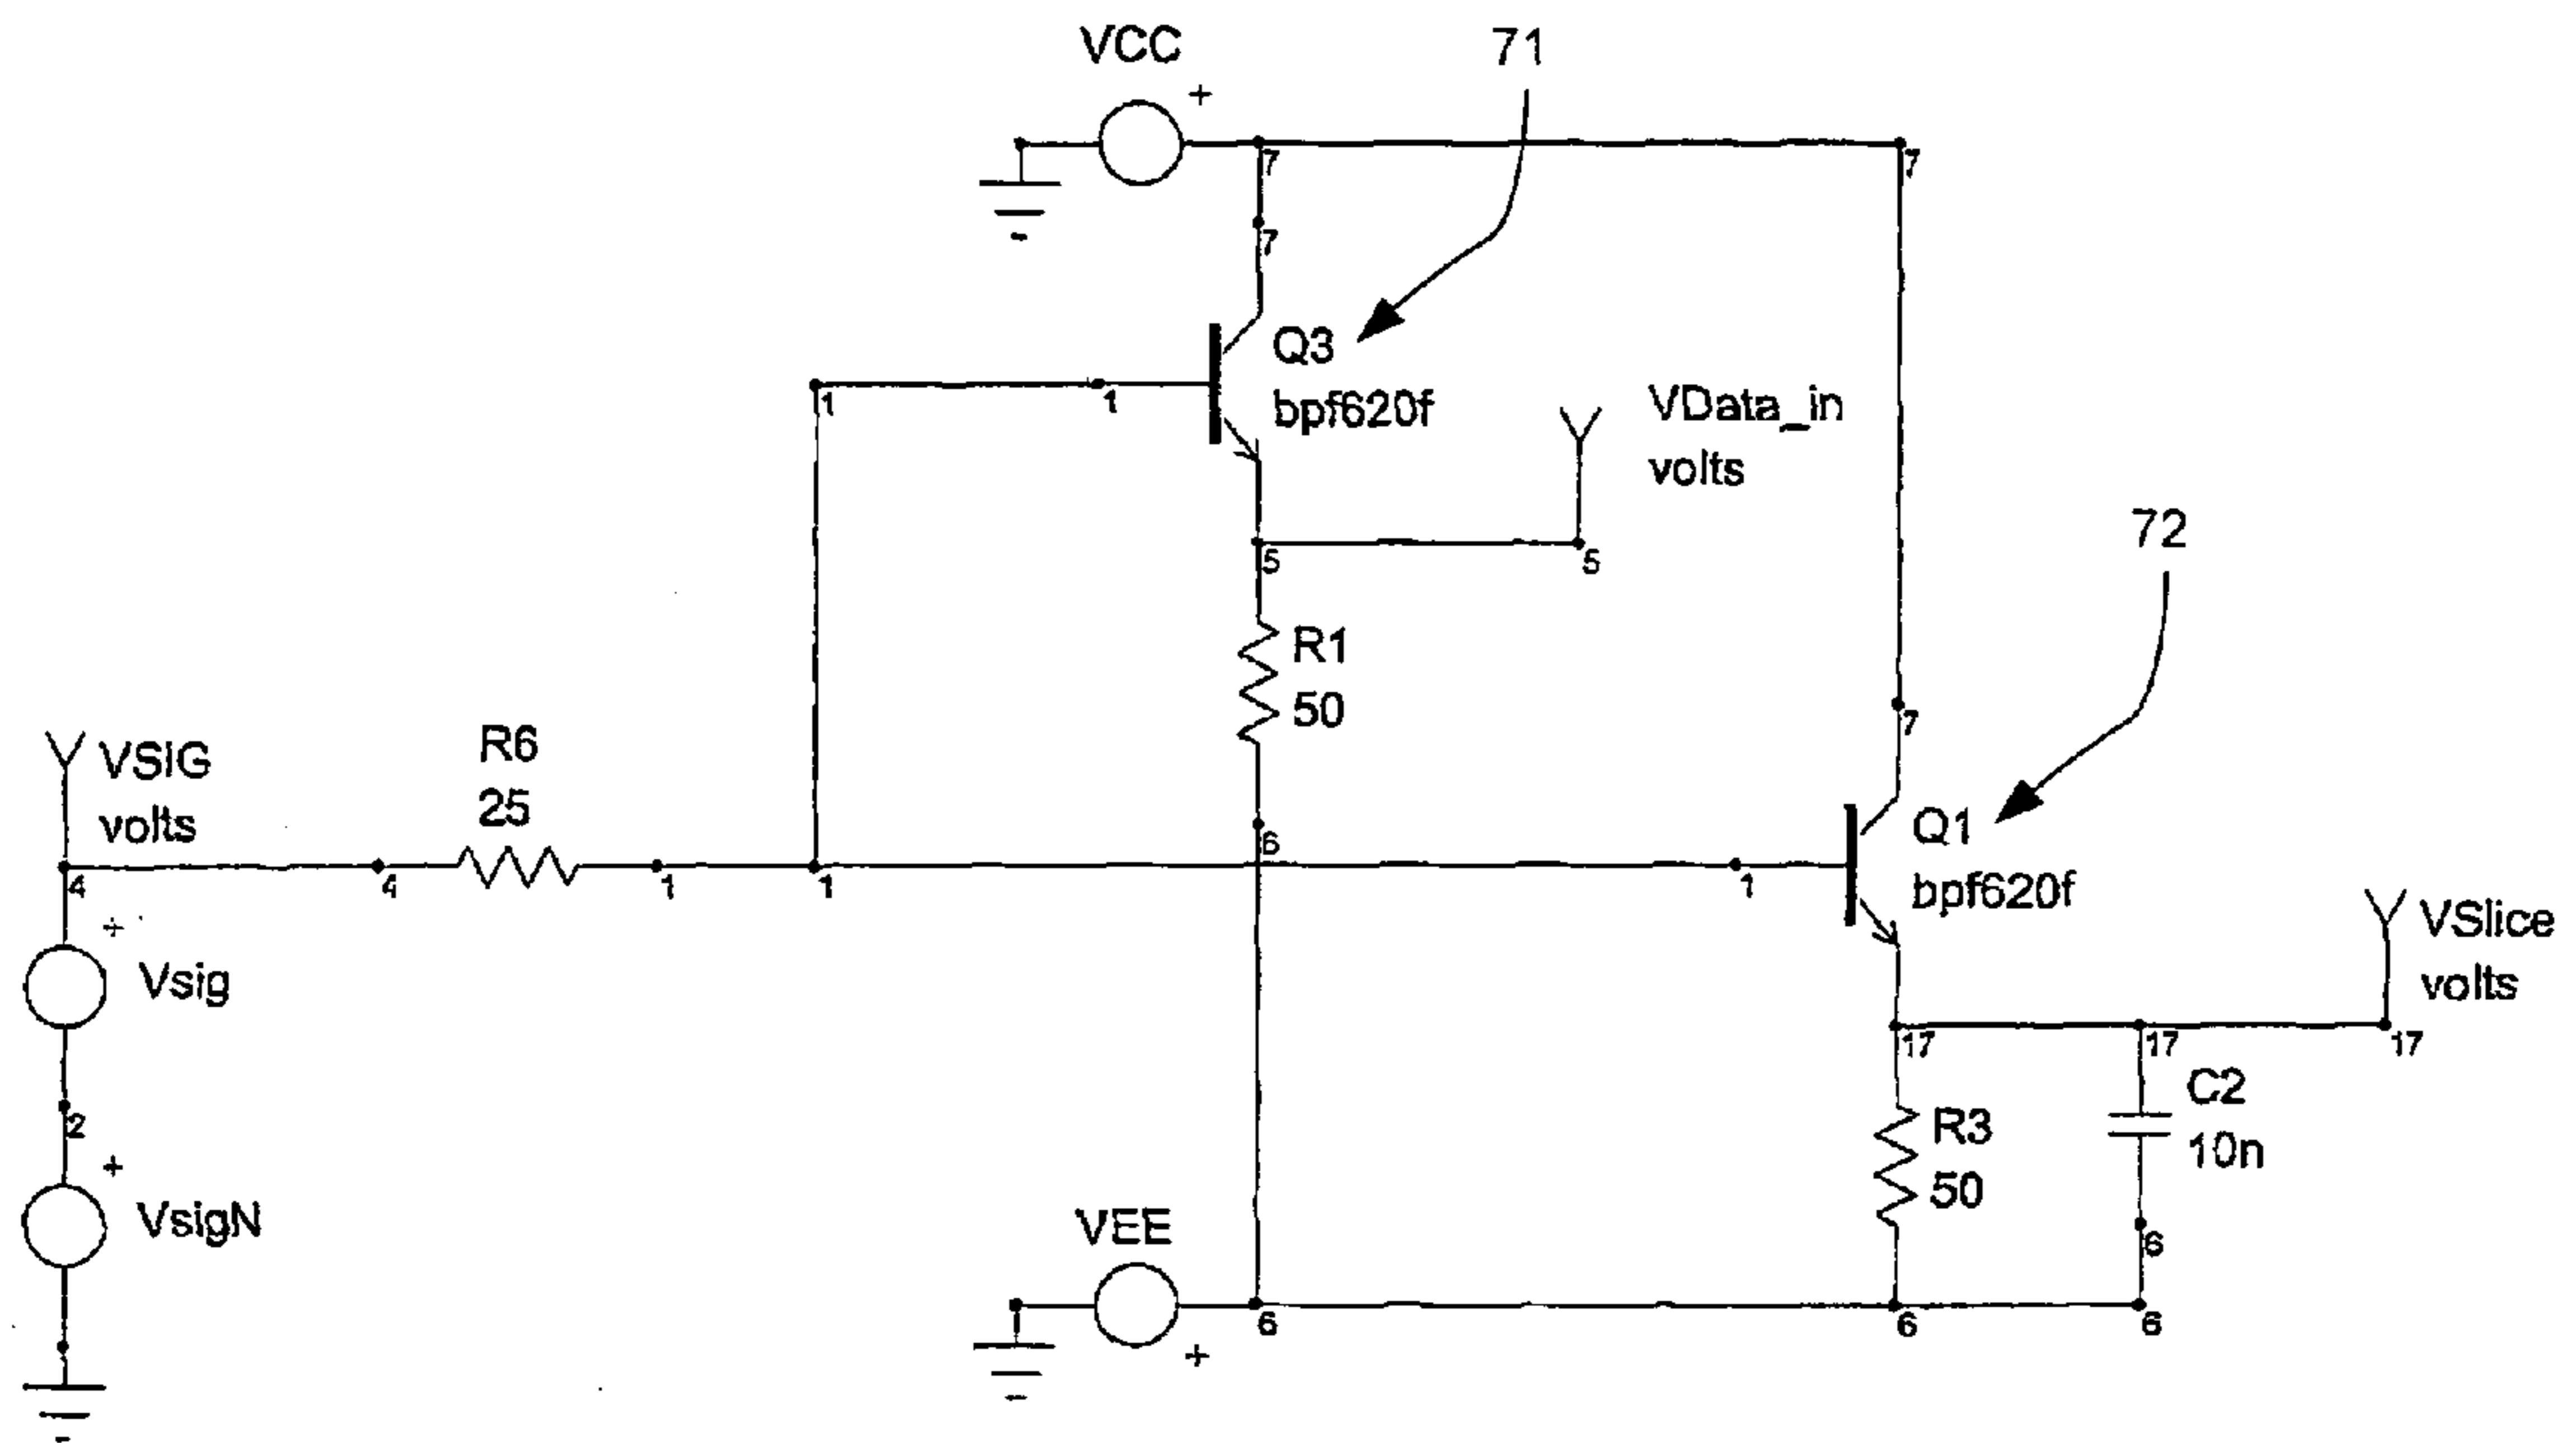 VCC
71
+
7
7
7
Q3
bpf620f
1
1
VData_in
volts
5
5
72
R1
50
7
VSIG
volts
R6
25
6
Q1
bpf620f
4
4
1
1
1
VSlice
volts
+
Vsig
17
17
17
C2
10n
2
R3
50
+
VsigN
VEE
6
+
6
6
6